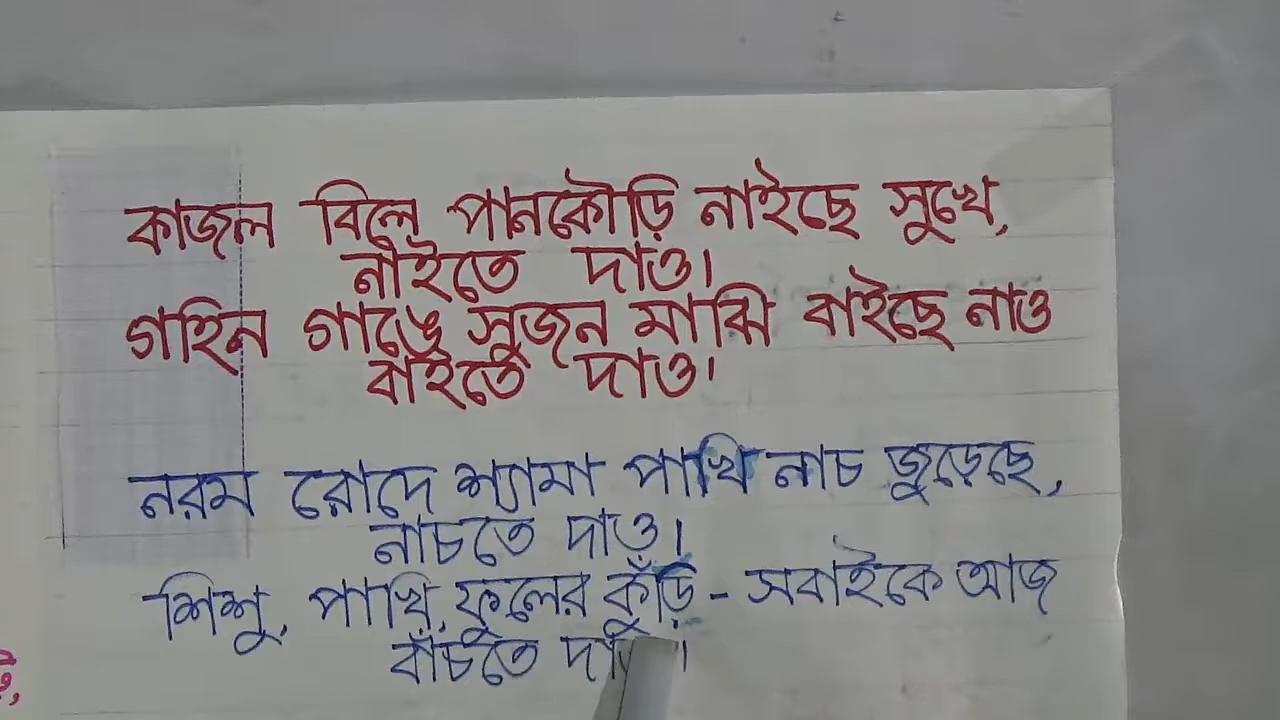 কাজল বিলে পানকৌড়ি নাইছে সুখে,
নাইতে দাও।
গহিন গাঙে সুজন মাঝি বাইছে নাও
বাইতে দাও।
নরম রোদে শ্যামা পাখি নাচ জুড়েছে,
নাচতে দাও।
শিশু, পাখি, ফুলের কুঁড়ি - সবাইকে আজ
বাঁচতে